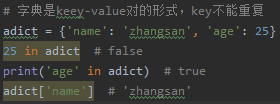 # 字典是keey-value对的形式，key不能重复
adict = {'name': 'zhangsan', 'age': 25}
25 in adict  # false
print('age' in adict)  # true
adict['name']  # 'zhangsan'